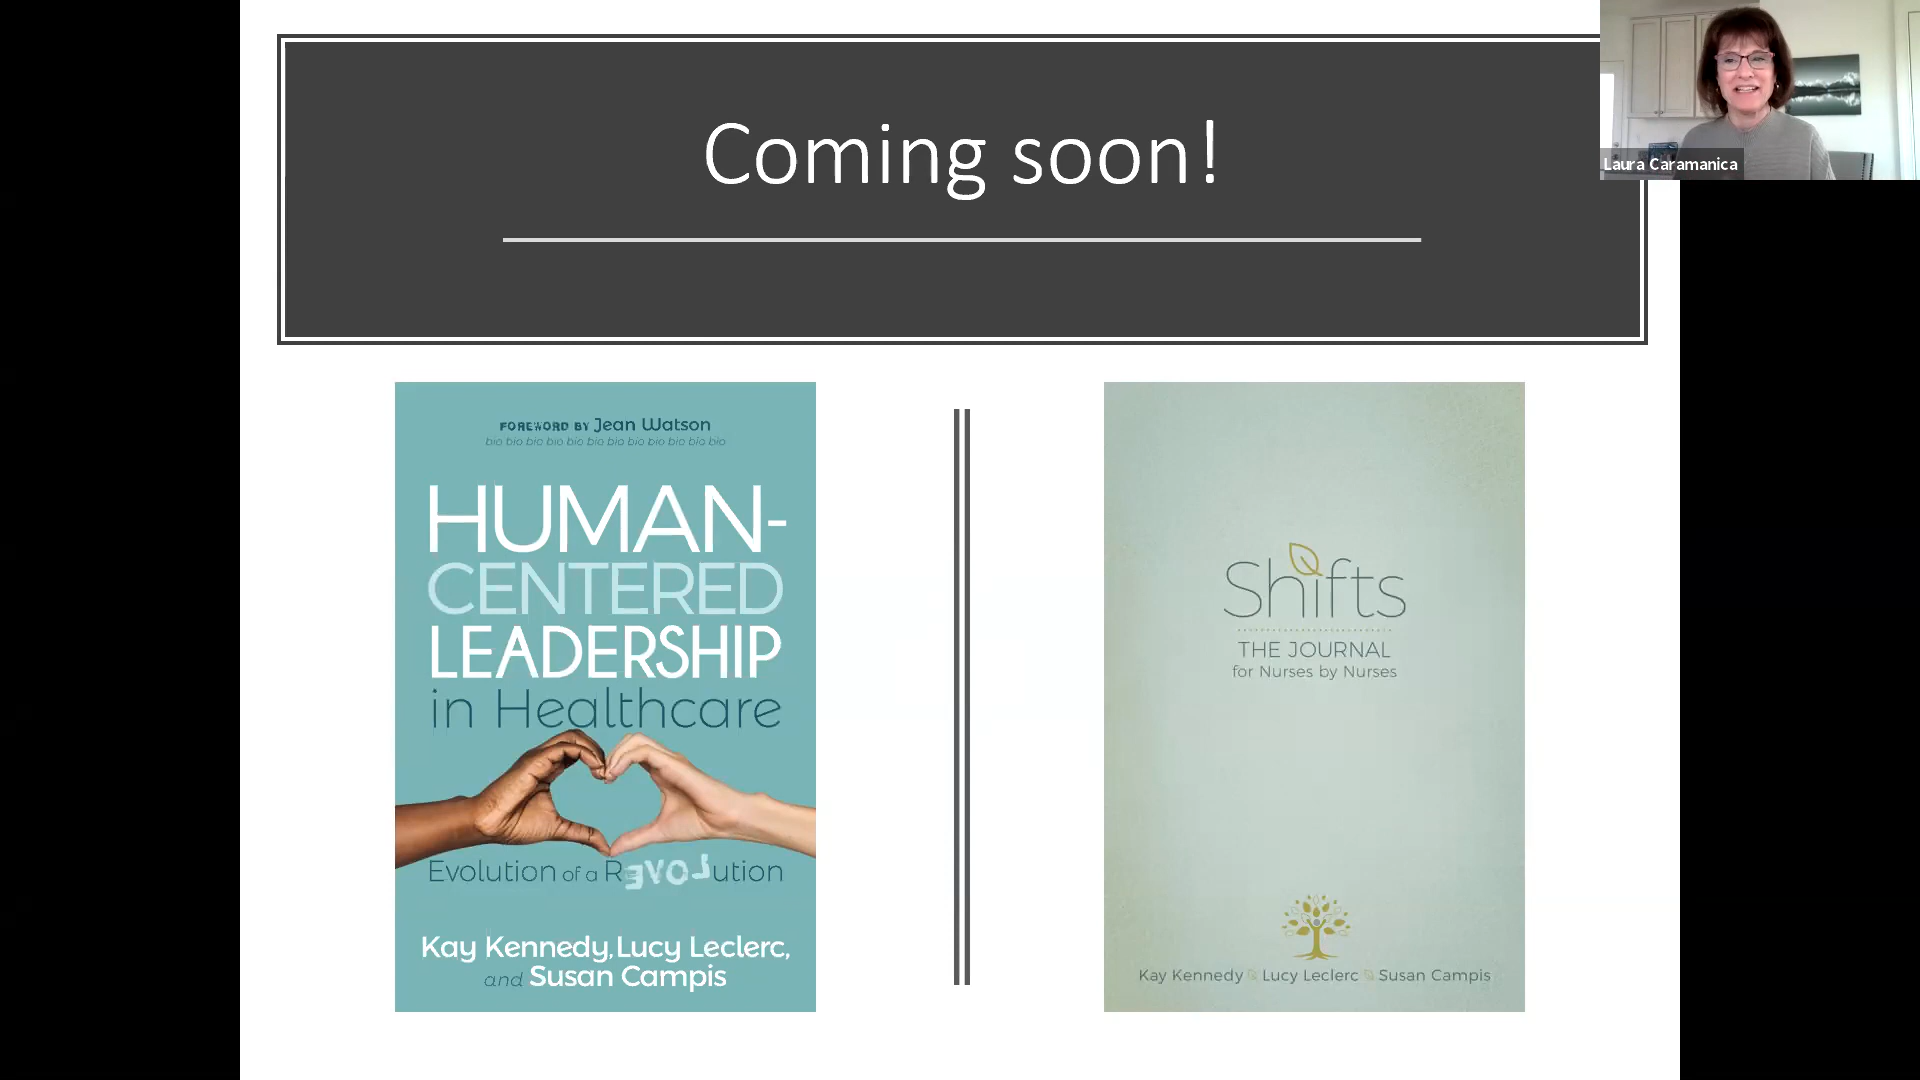 Coming soon!
Laura Caramanica
FOREWORD BY Jean Watson
bio bio bio bio bio bio bio bio bio bio bio bio
HUMAN-
CENTERED
LEADERSHIP
in Healthcare
Evolution of a REVOLution
Kay Kennedy, Lucy Leclerc,
and Susan Campis
Shifts
THE JOURNAL
for Nurses by Nurses
Kay Kennedy Lucy Leclerc Susan Campis